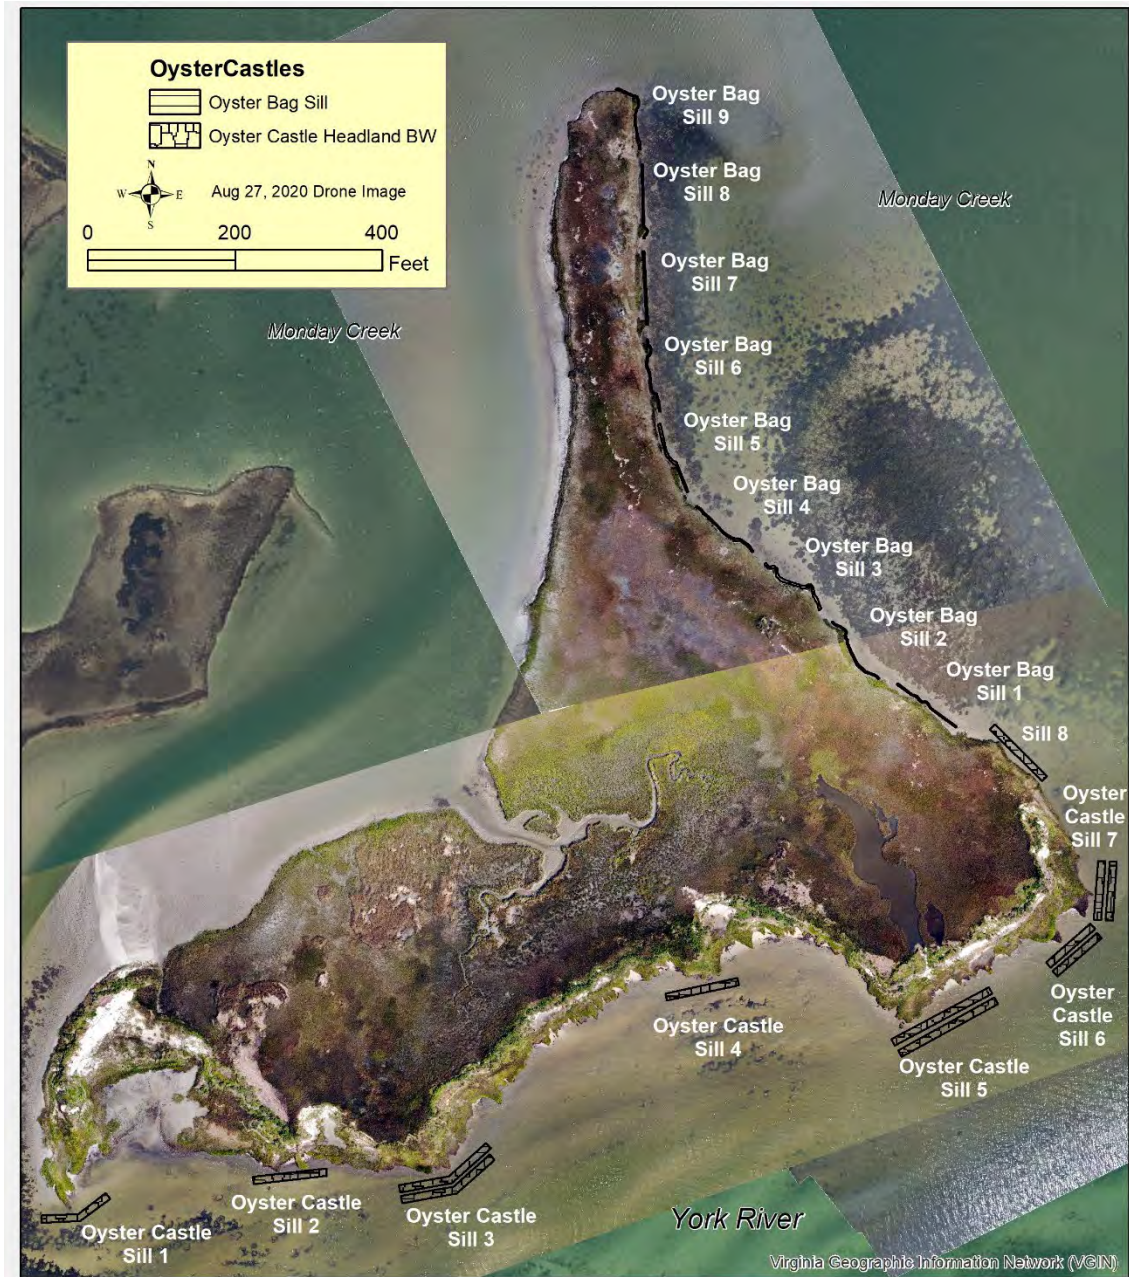 OysterCastles
Oyster Bag Sill
Oyster Castle Headland BW
N
W E
S
Aug 27, 2020 Drone Image
0 200 400
Feet
Oyster Bag
Sill 9
Oyster Bag
Sill 8
Monday Creek
Oyster Bag
Sill 7
Monday Creek
Oyster Bag
Sill 6
Oyster Bag
Sill 5
Oyster Bag
Sill 4
Oyster Bag
Sill 3
Oyster Bag
Sill 2
Oyster Bag
Sill 1
Sill 8
Oyster
Castle
Sill 7
Oyster
Castle
Sill 6
Oyster Castle
Sill 4
Oyster Castle
Sill 5
Oyster Castle
Sill 2
Oyster Castle
Sill 3
Oyster Castle
Sill 1
York River
Virginia Geographic Information Network (VGIN)